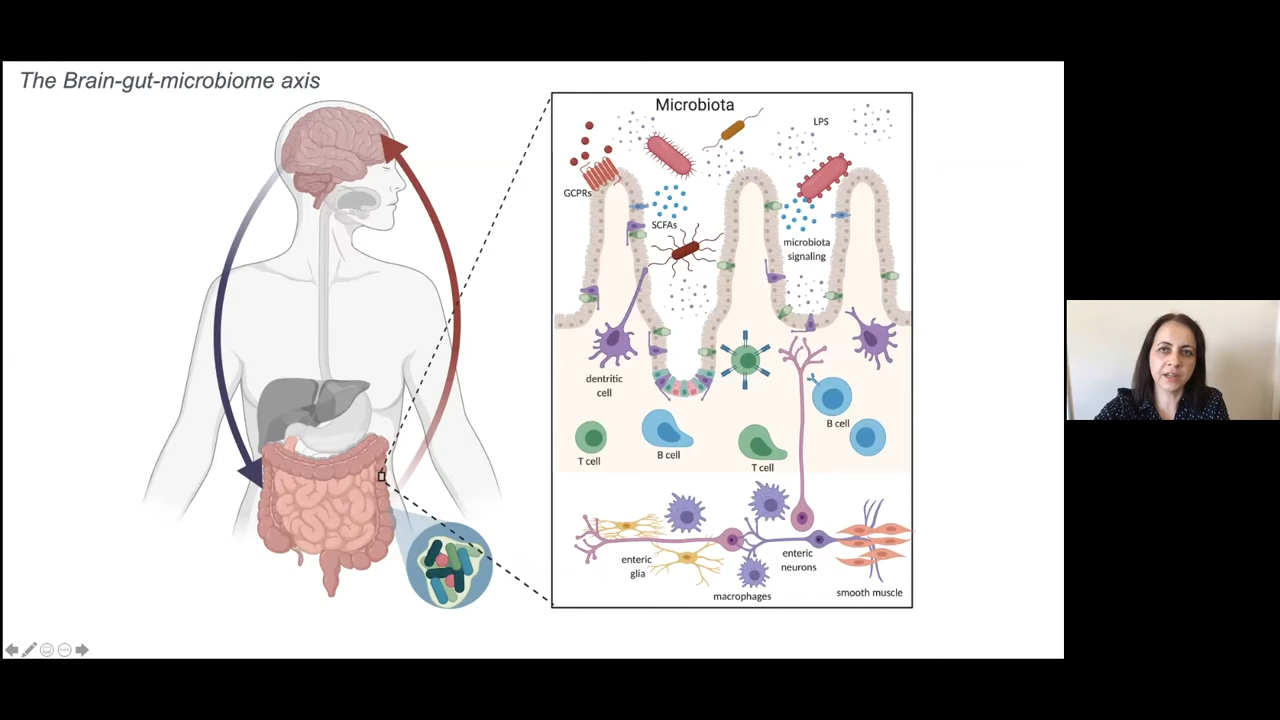 The Brain-gut-microbiome axis
Microbiota
LPS
GCPRs
SCFAs
microbiota
signaling
dentritic
cell
T cell
B cell
T cell
B cell
enteric
glia
macrophages
enteric
neurons
smooth muscle